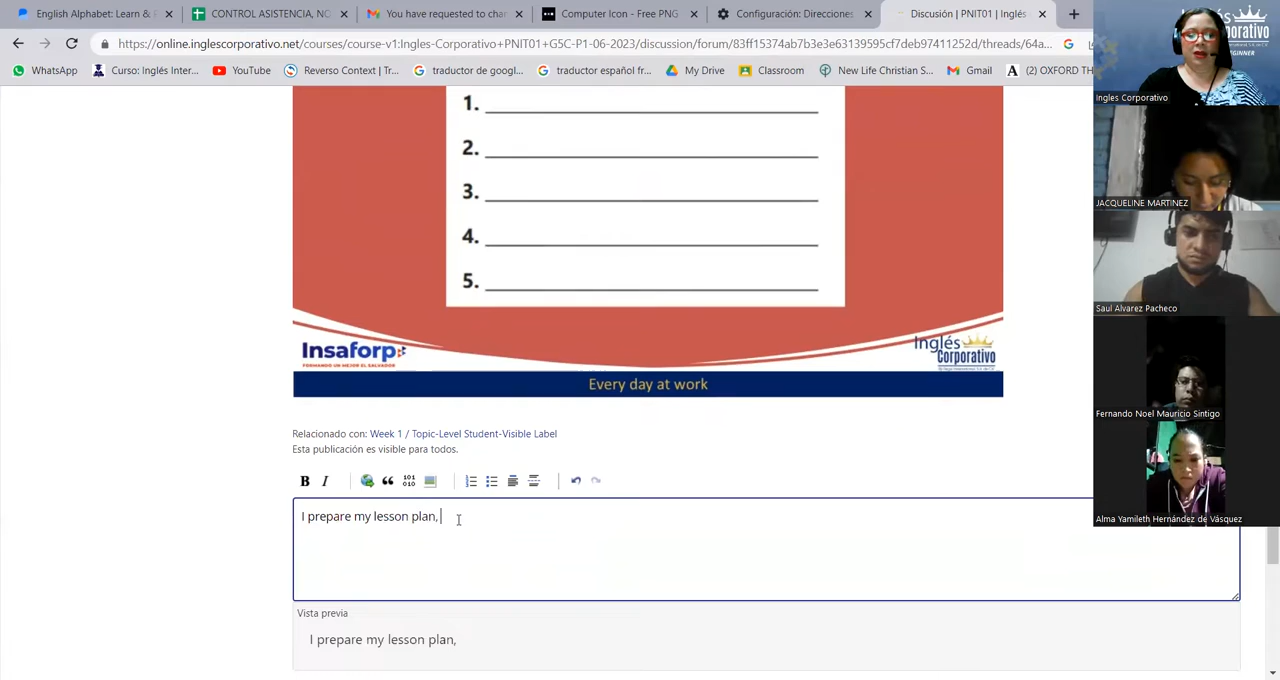 English Alphabet: Learn & P
CONTROL ASISTENCIA, NO
You have requested to char
Computer Icon - Free PNG
Configuración: Direcciones
Discusión | PNIT01 | Inglés
https://online.inglescorporativo.net/courses/course-v1:Ingles-Corporativo+PNIT01+G5C-P1-06-2023/discussion/forum/83ff15374ab7b3e3e63139595cf7deb97411252d/threads/64a...
WhatsApp
Curso: Inglés Inter...
YouTube
Reverso Context | Tr...
traductor de googl...
traductor español fr...
My Drive
Classroom
New Life Christian S...
Gmail
(2) OXFORD TH
1.
2.
3.
4.
5.
Insaforp
FORMANDO UN MEJOR EL SALVADOR
Inglés
Corporativo
Every day at work
Relacionado con: Week 1 / Topic-Level Student-Visible Label
Esta publicación es visible para todos.
B I
101
010
I prepare my lesson plan,
Vista previa
I prepare my lesson plan,
Ingles Corporativo
JACQUELINE MARTINEZ
Saul Alvarez Pacheco
Fernando Noel Mauricio Sintigo
Alma Yamileth Hernández de Vásquez